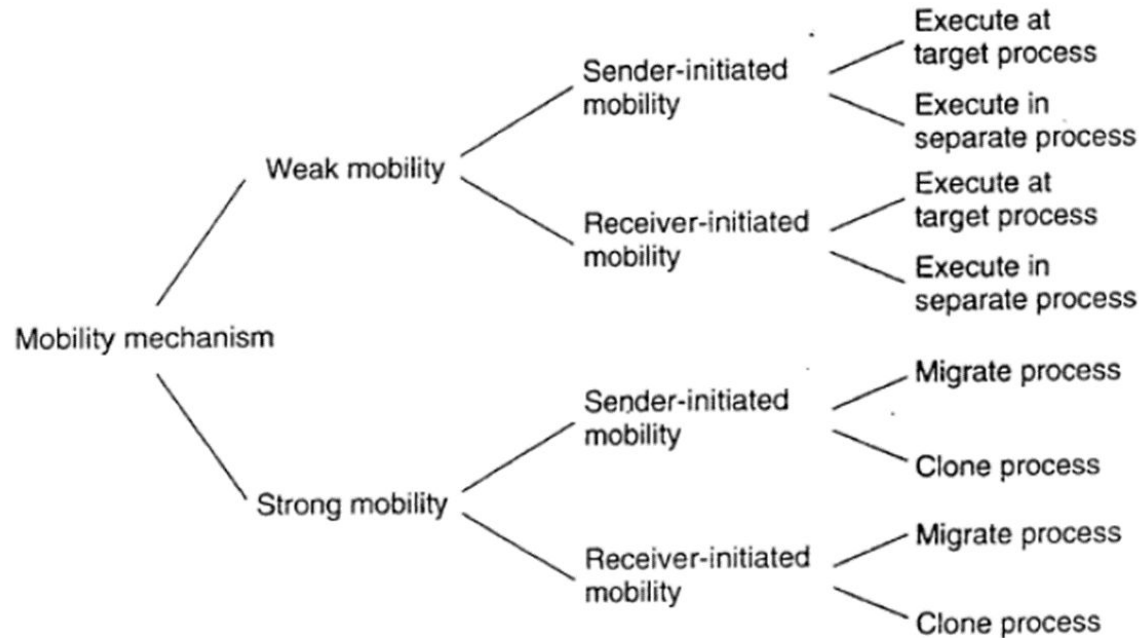 Execute at
target process
Sender-initiated
mobility
Execute in
separate process
Weak mobility
Execute at
target process
Receiver-initiated
mobility
Execute in
separate process
Mobility mechanism
Migrate process
Sender-initiated
mobility
Clone process
Strong mobility
Migrate process
Receiver-initiated
mobility
Clone process